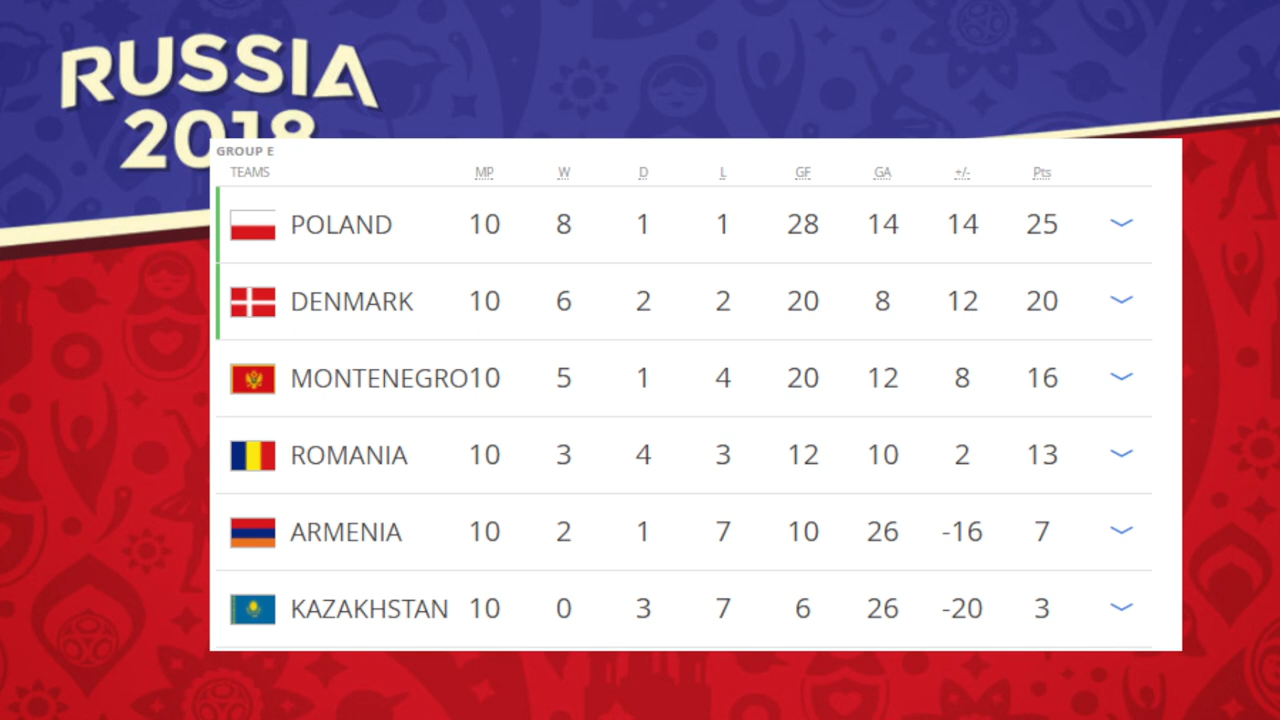 RUSSIA
2018
GROUP E
TEAMS MP W D L GF GA +/- Pts
POLAND 10 8 1 1 28 14 14 25
DENMARK 10 6 2 2 20 8 12 20
MONTENEGRO 10 5 1 4 20 12 8 16
ROMANIA 10 3 4 3 12 10 2 13
ARMENIA 10 2 1 7 10 26 -16 7
KAZAKHSTAN 10 0 3 7 6 26 -20 3